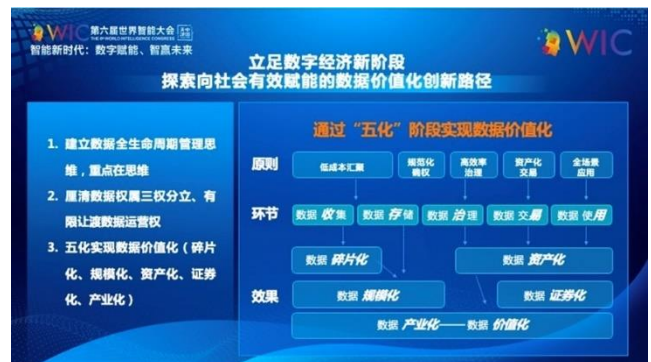 WIC 第六届世界智能大会
THE 6th WORLD INTELLIGENCE CONGRESS
智能新时代：数字赋能、智赢未来
WIC
立足数字经济新阶段
探索向社会有效赋能的数据价值化创新路径
1. 建立数据全生命周期管理思
维，重点在思维
2. 厘清数据权属三权分立、有
限让渡数据运营权
3. 五化实现数据价值化（碎片
化、规模化、资产化、证券
化、产业化）
通过“五化”阶段实现数据价值化
原则
低成本汇聚
规范化
确权
高效率
治理
资产化
交易
全场景
应用
环节
数据 收集
数据 存储
数据 治理
数据 交易
数据 使用
效果
数据 碎片化
数据 资产化
数据 规模化
数据 证券化
数据 产业化——数据 价值化